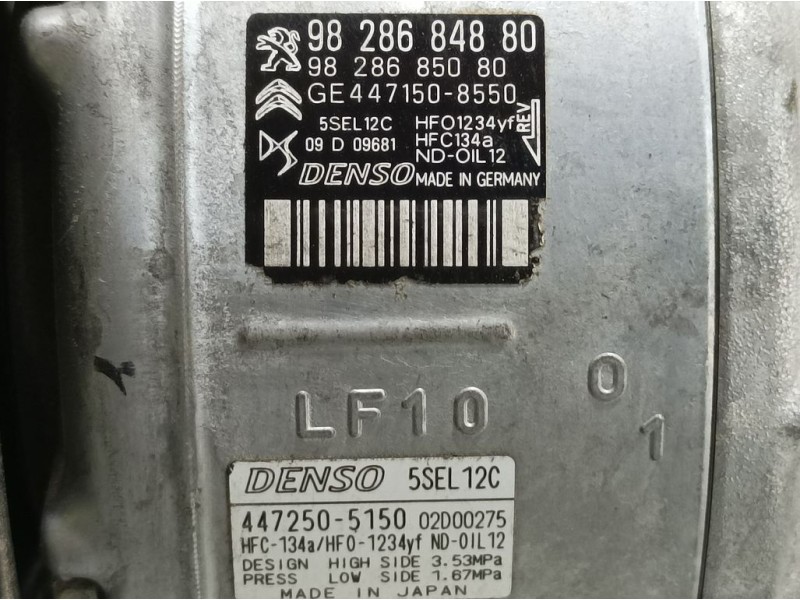 98 286 848 80
98 286 850 80
GE447150-8550
5SEL12C HFO1234yf
09 D 09681 HFC134a
ND-OIL12
REV
DENSO MADE IN GERMANY
LF10
0
1
DENSO 5SEL12C
447250-5150 02D00275
HFC-134a/HFO-1234yf ND-OIL12
DESIGN HIGH SIDE 3.53MPa
PRESS LOW SIDE 1.67MPa
MADE IN JAPAN